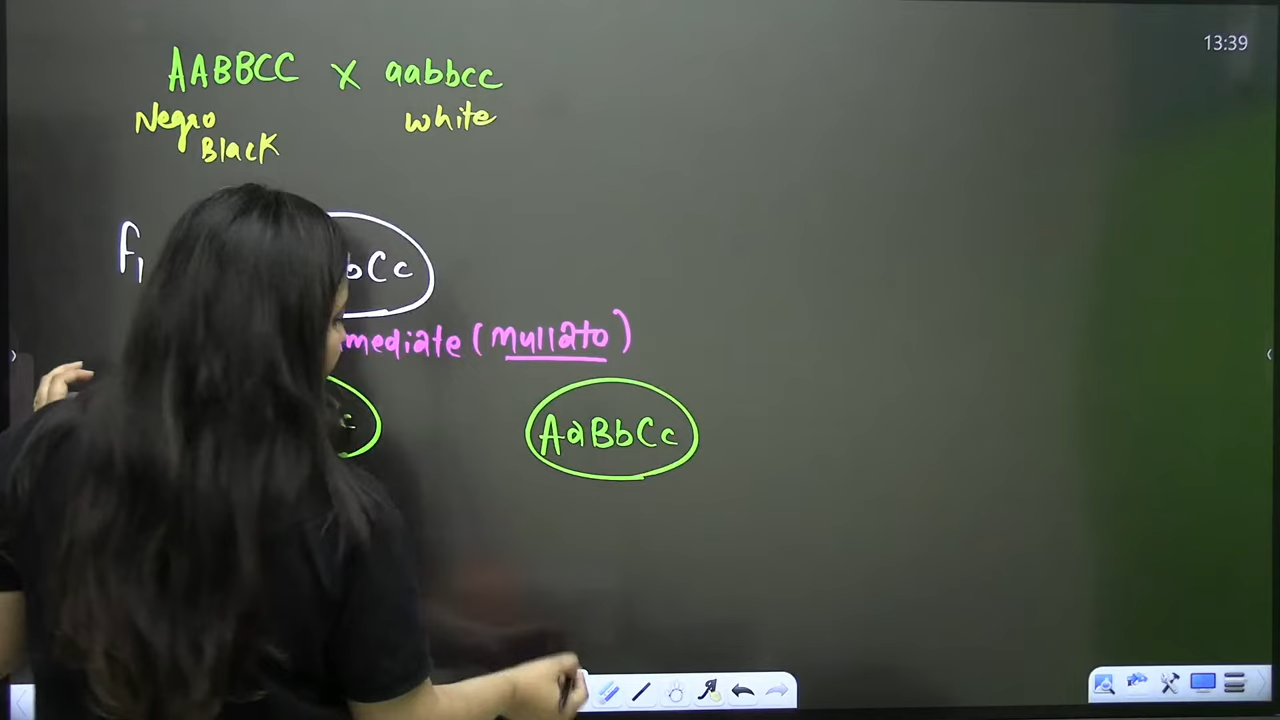 13:39
AABBCC X aabbcc
Negro white
Black
F1 bCc
mediate (mullato)
c AaBbCc